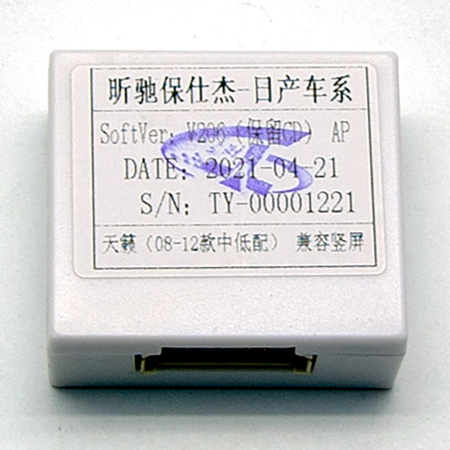 昕驰保仕杰-日产车系
SoftVer: V206 (保留CD) AP
DATE: 2021-04-21
S/N: TY-00001221
天籁（08-12款中低配） 兼容竖屏